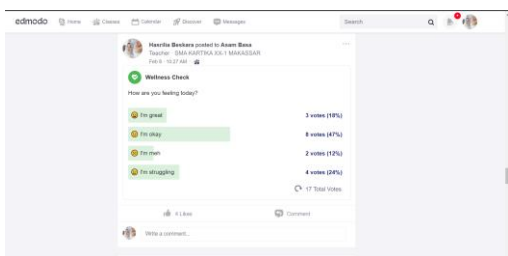 edmodo Home Classes Calendar Discover Messages Search
Hasrilia Beskara posted to Asam Basa
Teacher · SMA KARTIKA XX-1 MAKASSAR
Feb 6 · 10:27 AM ·
Wellness Check
How are you feeling today?
I'm great 3 votes (18%)
I'm okay 8 votes (47%)
I'm meh 2 votes (12%)
I'm struggling 4 votes (24%)
17 Total Votes
4 Likes Comment
Write a comment...